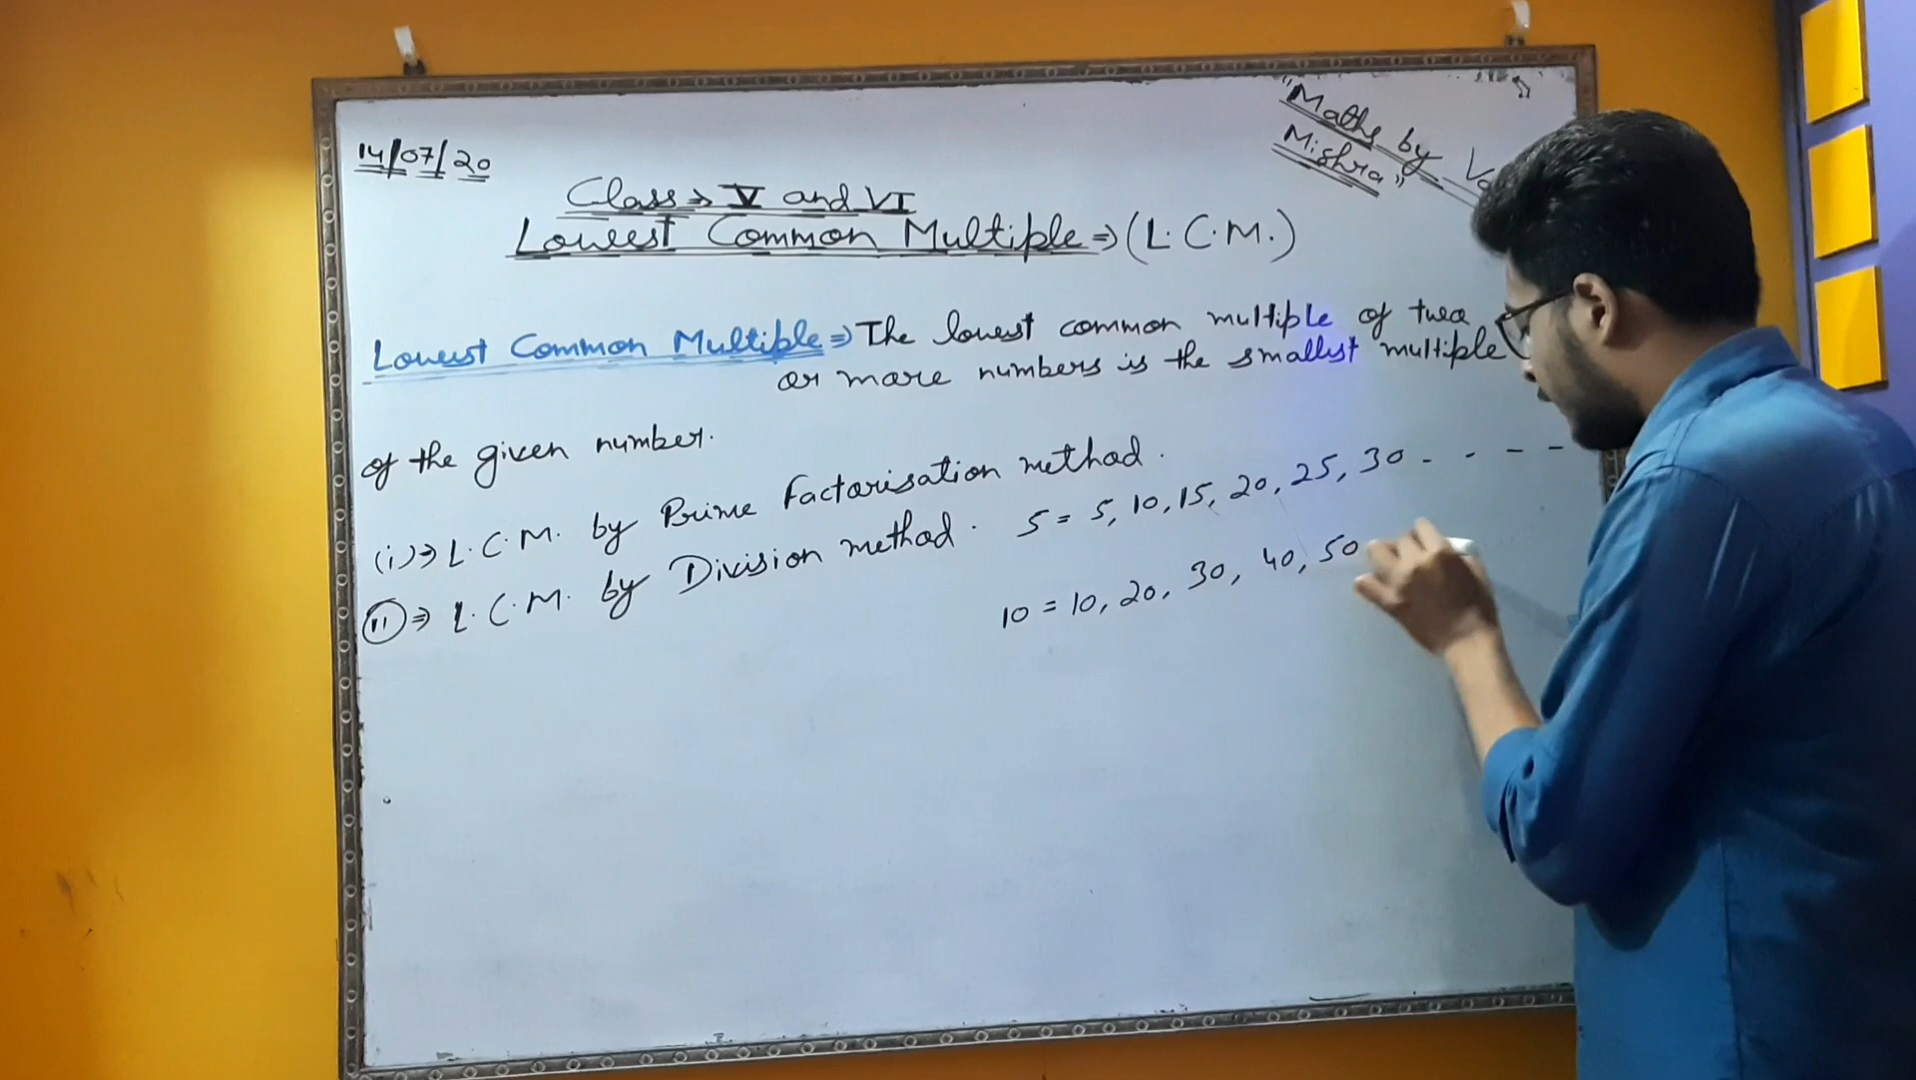 14/07/20
"Maths by
Mishra"
Class → V and VI
Lowest Common Multiple ⇒ (L.C.M.)
Lowest Common Multiple ⇒ The lowest common multiple of two
or more numbers is the smallest multiple
of the given number.
(i) ⇒ L.C.M. by Prime Factorisation method.
(ii) ⇒ L.C.M. by Division method.
5 = 5, 10, 15, 20, 25, 30 - - - -
10 = 10, 20, 30, 40, 50